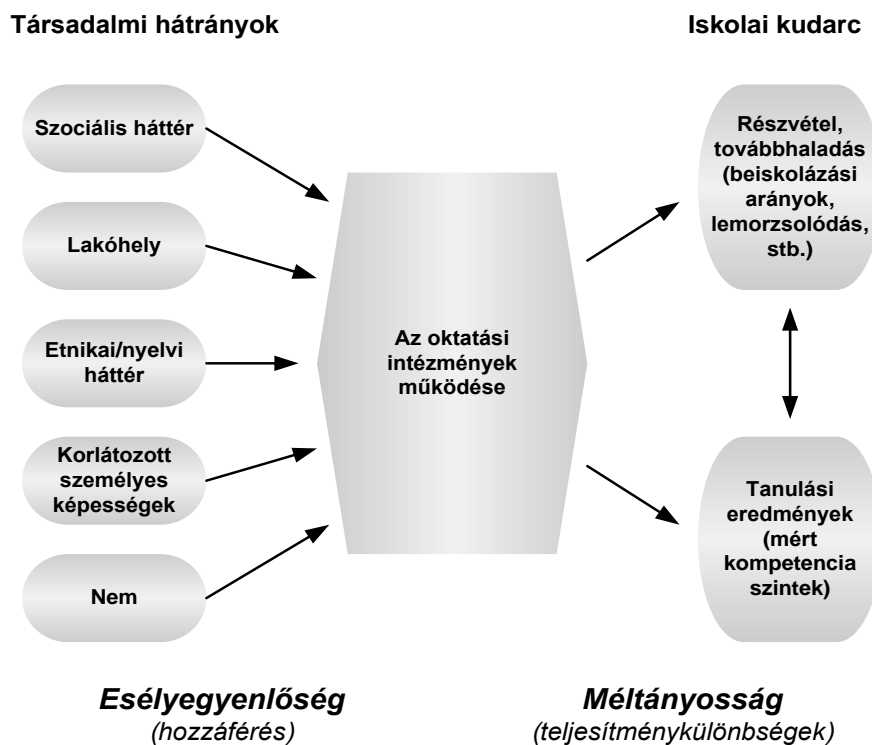 Társadalmi hátrányok
Iskolai kudarc
Szociális háttér
Lakóhely
Etnikai/nyelvi
háttér
Korlátozott
személyes
képességek
Nem
Az oktatási
intézmények
működése
Részvétel,
továbbhaladás
(beiskolázási
arányok,
lemorzsolódás,
stb.)
Tanulási
eredmények
(mért
kompetencia
szintek)
Esélyegyenlőség
(hozzáférés)
Méltányosság
(teljesítménykülönbségek)